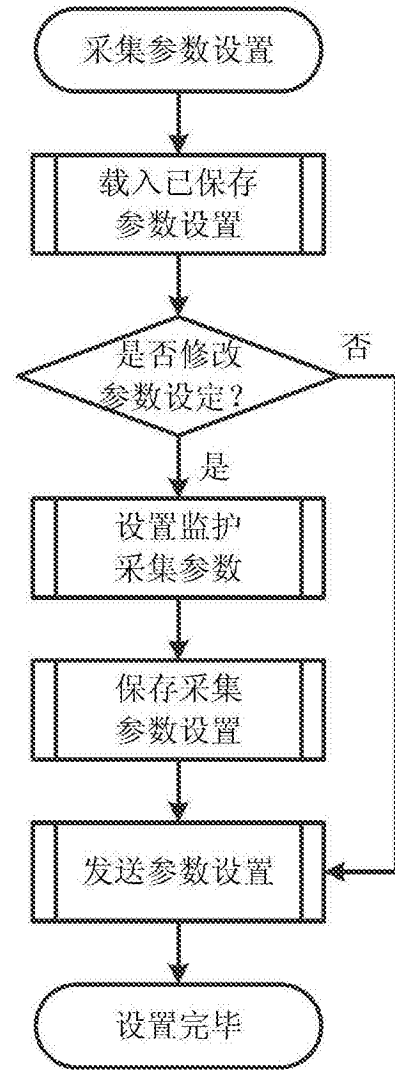 采集参数设置
载入已保存
参数设置
是否修改
参数设定？
否
是
设置监护
采集参数
保存采集
参数设置
发送参数设置
设置完毕